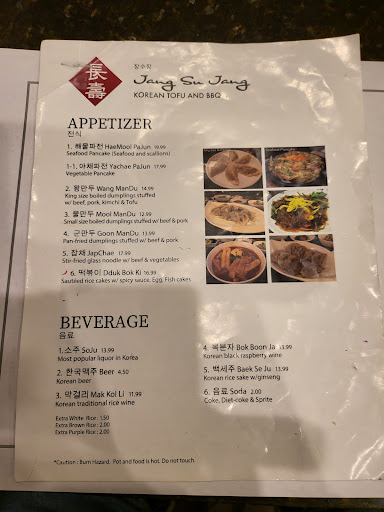 長壽
장수장
Jang Su Jang
KOREAN TOFU AND BBQ
APPETIZER
전식
1. 해물파전 HaeMool PaJun 19.99
Seafood Pancake (Seafood and scallions)
1-1. 야채파전 Yachae PaJun 17.99
Vegetable Pancake
2. 왕만두 Wang ManDu 14.99
King size boiled dumplings stuffed
w/ beef, pork, kimchi & Tofu
3. 물만두 Mool ManDu 12.99
Small size boiled dumplings stuffed w/ beef & pork
4. 군만두 Goon ManDu 13.99
Pan-fried dumplings stuffed w/ beef & pork
5. 잡채 JapChae 21.99
Stir-fried glass noodle w/ beef & vegetables
6. 떡볶이 Dduk Bok Ki 16.99
Sautéed rice cakes w/ spicy sauce, Egg, Fish cakes
BEVERAGE
음료
1. 소주 SoJu 13.99
Most popular liquor in Korea
2. 한국맥주 Beer 4.50
Korean beer
3. 막걸리 Mak Kol Li 11.99
Korean traditional rice wine
4. 복분자 Bok Boon Ja
Korean black raspberry wine
5. 백세주 Baek Se Ju 13.99
Korean rice sake w/ginseng
6. 음료 Soda 2.00
Coke, Diet-coke & Sprite
Extra White Rice : 1.50
Extra Brown Rice : 2.00
Extra Purple Rice : 2.00
*Caution : Burn Hazard. Pot and food is hot. Do not touch.